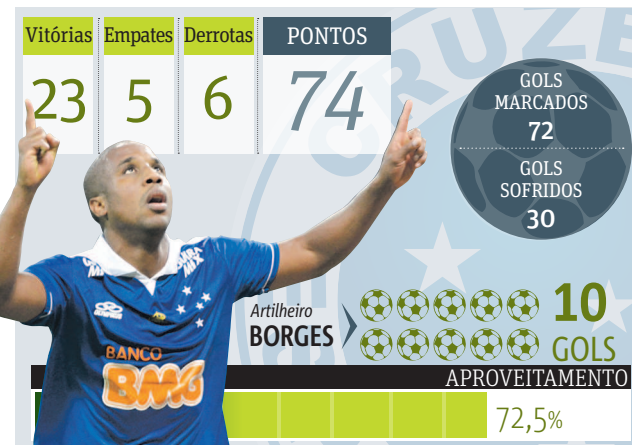 Vitórias Empates Derrotas PONTOS
23 5 6 74
GOLS
MARCADOS
72
GOLS
SOFRIDOS
30
CRUZE
Artilheiro
BORGES
10
GOLS
BANCO
BMG
APROVEITAMENTO
72,5%